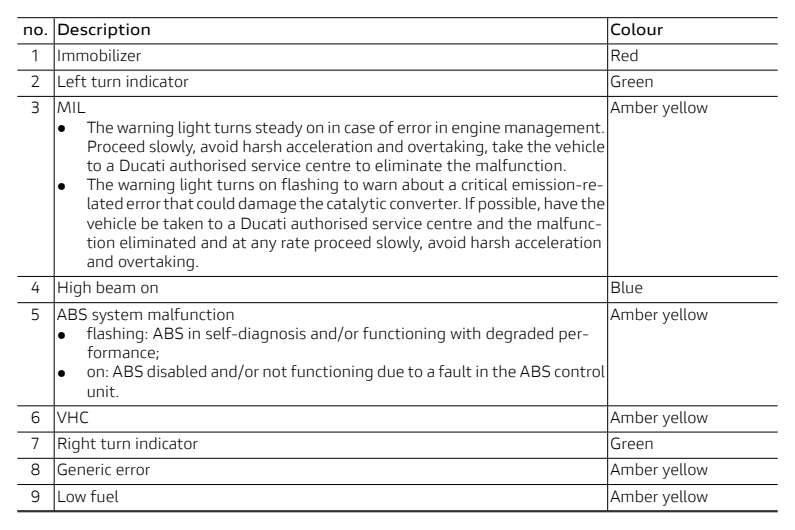 no. Description Colour
1 Immobilizer Red
2 Left turn indicator Green
3 MIL Amber yellow
● The warning light turns steady on in case of error in engine management.
Proceed slowly, avoid harsh acceleration and overtaking, take the vehicle
to a Ducati authorised service centre to eliminate the malfunction.
● The warning light turns on flashing to warn about a critical emission-re-
lated error that could damage the catalytic converter. If possible, have the
vehicle be taken to a Ducati authorised service centre and the malfunc-
tion eliminated and at any rate proceed slowly, avoid harsh acceleration
and overtaking.
4 High beam on Blue
5 ABS system malfunction Amber yellow
● flashing: ABS in self-diagnosis and/or functioning with degraded per-
formance;
● on: ABS disabled and/or not functioning due to a fault in the ABS control
unit.
6 VHC Amber yellow
7 Right turn indicator Green
8 Generic error Amber yellow
9 Low fuel Amber yellow